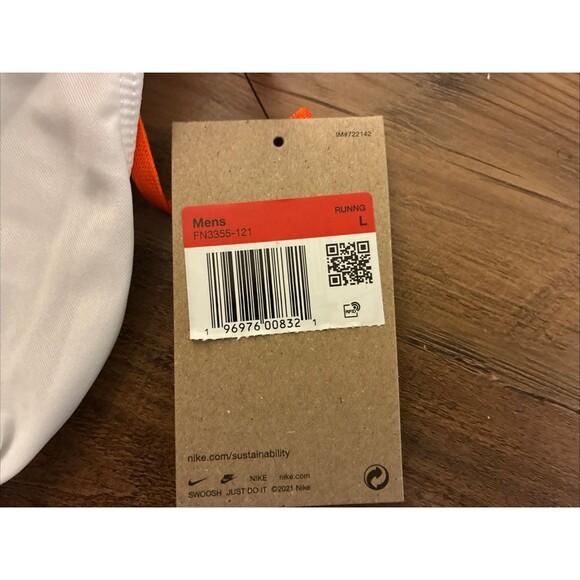 IM#722142
Mens
RUNNG
FN3355-121
L
1 96976 00832 1
RFID
nike.com/sustainability
NIKE nike.com
SWOOSH JUST DO IT ©2021 Nike